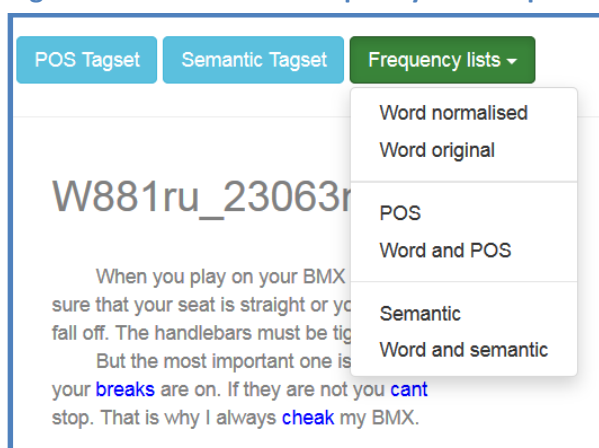 POS Tagset Semantic Tagset Frequency lists
Word normalised
Word original
W881ru_23063
POS
Word and POS
When you play on your BMX
sure that your seat is straight or
Semantic
fall off. The handlebars must be
Word and semantic
But the most important one is
your breaks are on. If they are not you cant
stop. That is why I always cheak my BMX.